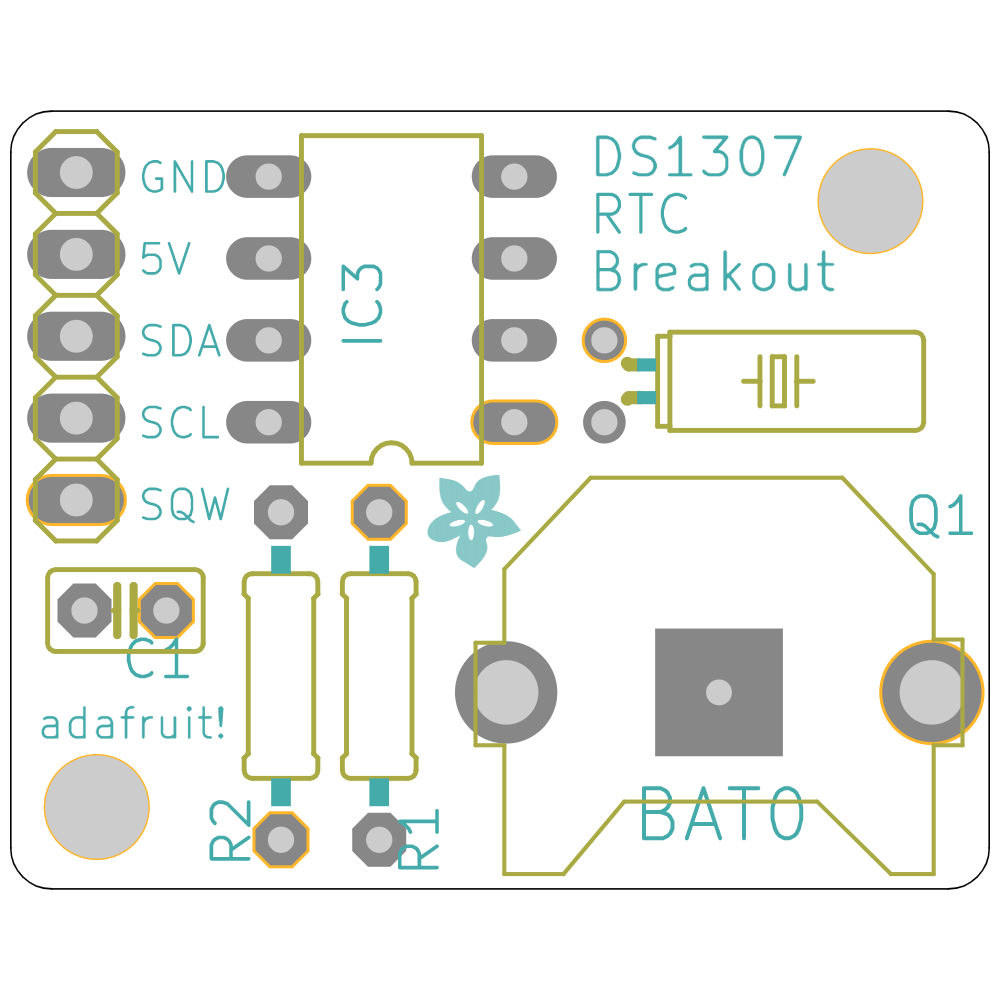 GND
5V
SDA
SCL
SQW
IC3
DS1307
RTC
Breakout
Q1
C1
adafruit!
R2
R1
BAT0